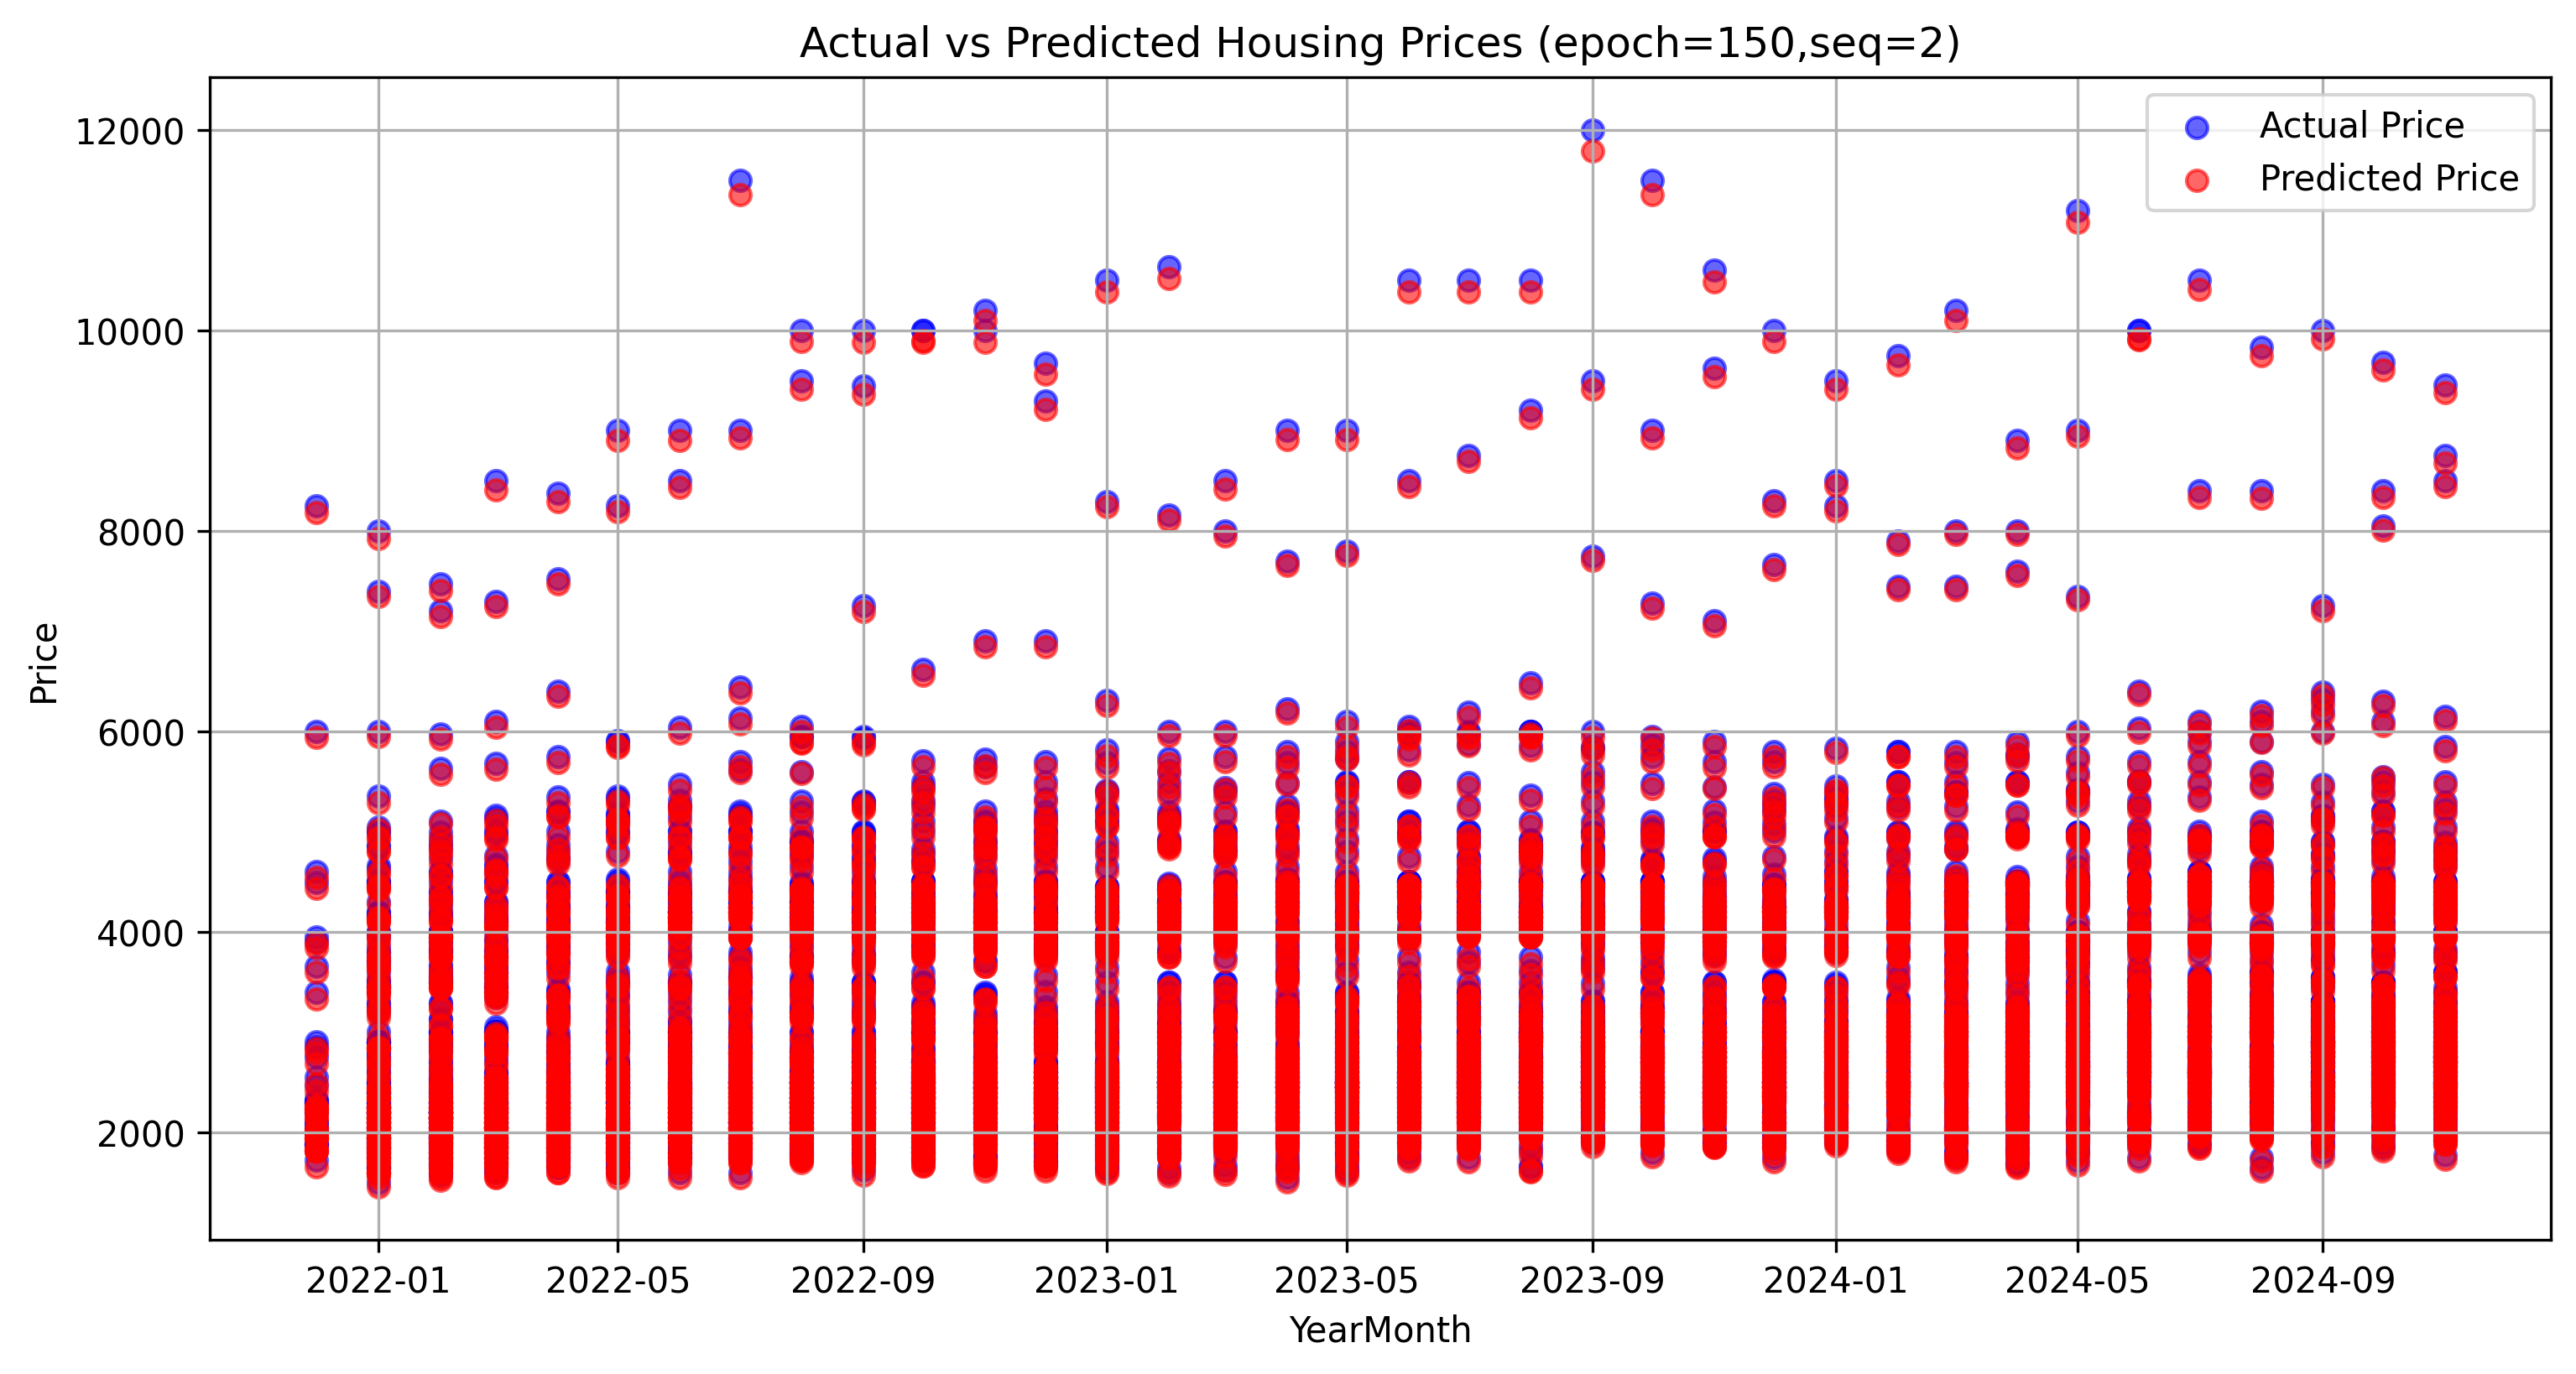 Actual vs Predicted Housing Prices (epoch=150,seq=2)
Actual Price
Predicted Price
Price
12000
10000
8000
6000
4000
2000
2022-01 2022-05 2022-09 2023-01 2023-05 2023-09 2024-01 2024-05 2024-09
YearMonth